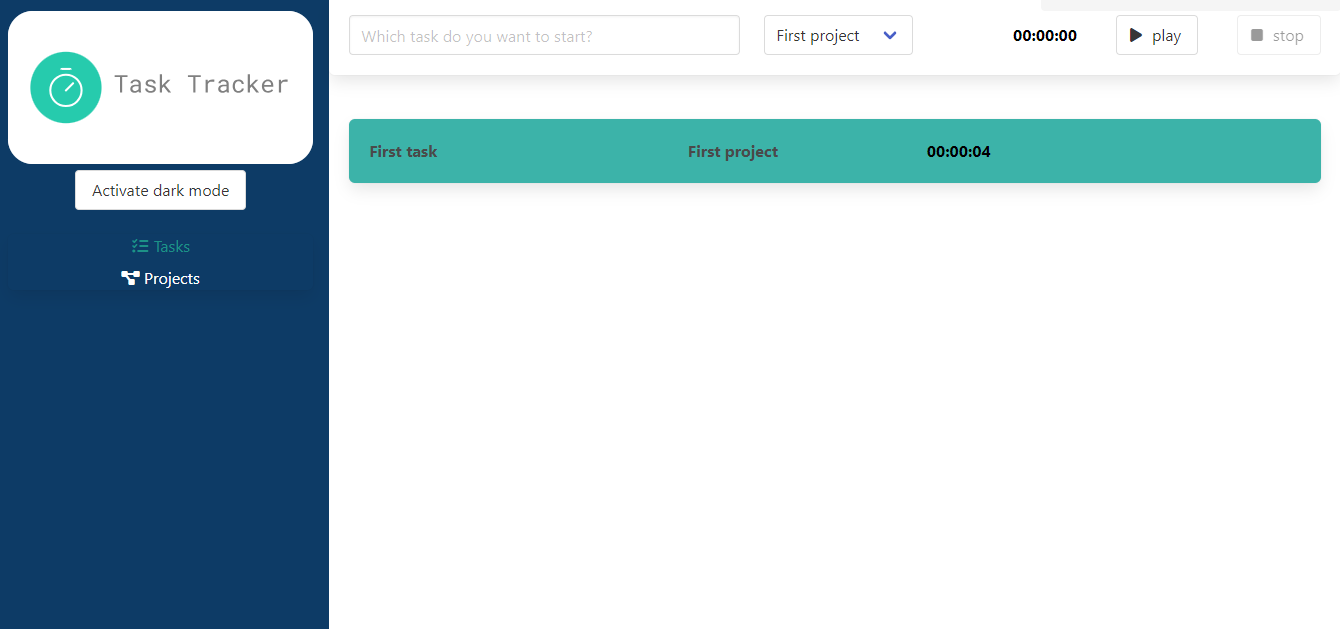 Task Tracker
Activate dark mode
Tasks
Projects
Which task do you want to start?
First project
00:00:00
play
stop
First task
First project
00:00:04